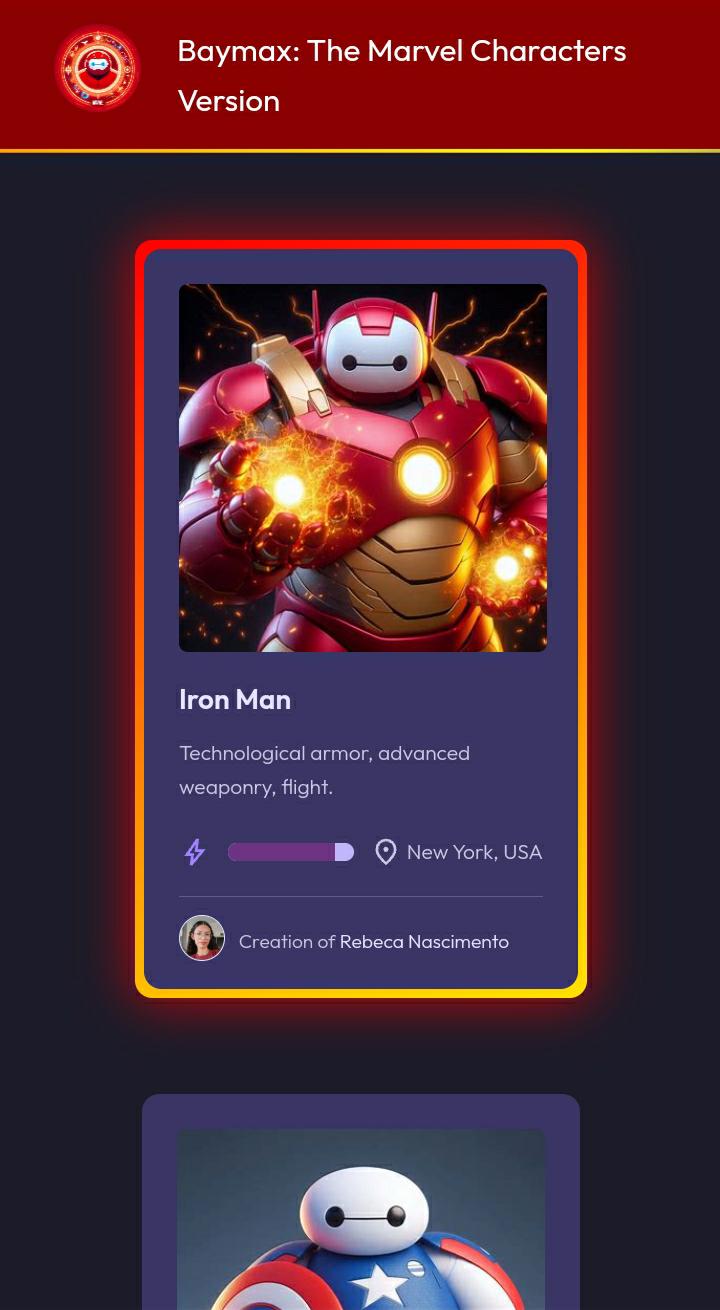 Baymax: The Marvel Characters
Version
Iron Man
Technological armor, advanced
weaponry, flight.
New York, USA
Creation of Rebeca Nascimento